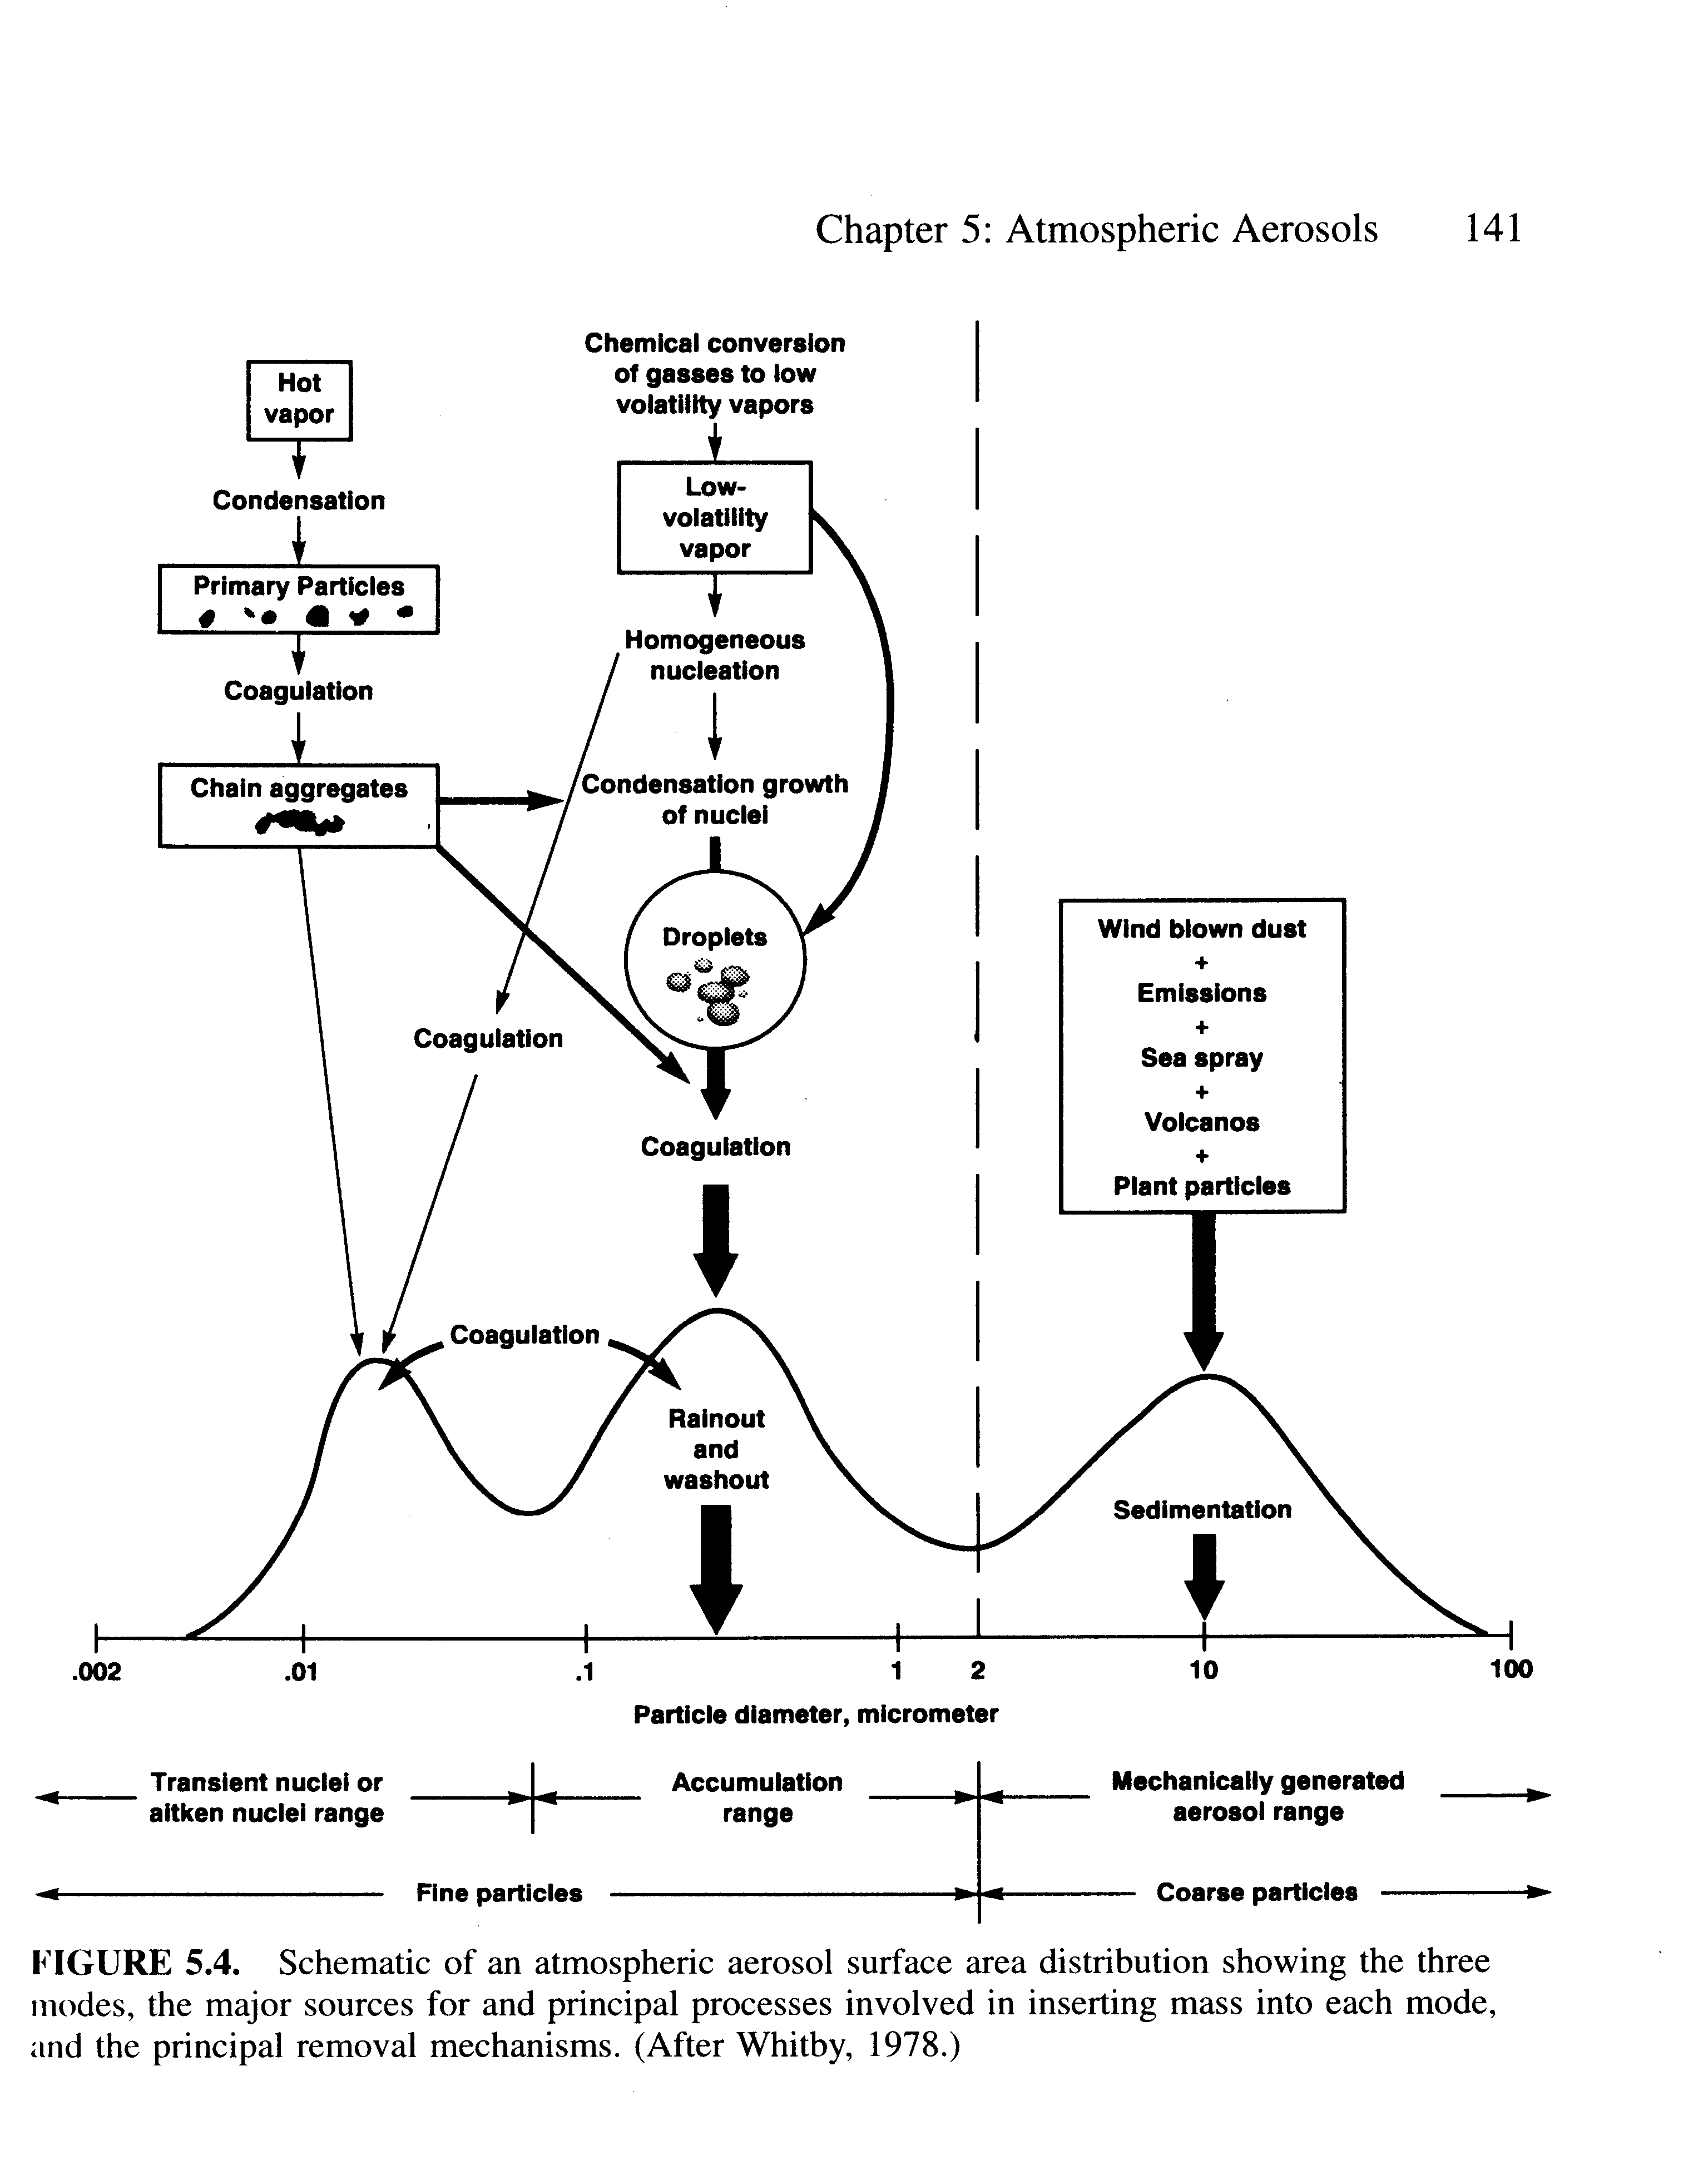 Chapter 5: Atmospheric Aerosols 141
Hot
vapor
Condensation
Primary Particles
Coagulation
Chain aggregates
Chemical conversion
of gasses to low
volatility vapors
Low-
volatility
vapor
Homogeneous
nucleation
Condensation growth
of nuclei
Droplets
Coagulation
Coagulation
Wind blown dust
+
Emissions
+
Sea spray
+
Volcanos
+
Plant particles
Coagulation
Rainout
and
washout
Sedimentation
.002 .01 .1 1 2 10 100
Particle diameter, micrometer
Transient nuclei or
aitken nuclei range
Accumulation
range
Mechanically generated
aerosol range
Fine particles
Coarse particles
FIGURE 5.4. Schematic of an atmospheric aerosol surface area distribution showing the three
modes, the major sources for and principal processes involved in inserting mass into each mode,
and the principal removal mechanisms. (After Whitby, 1978.)